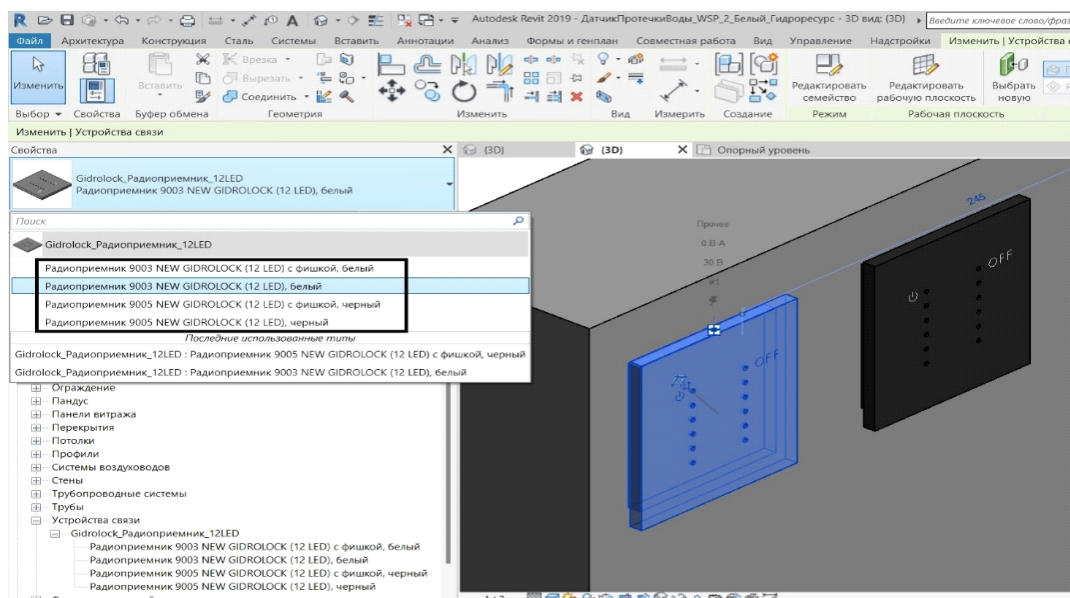 Autodesk Revit 2019 - ДатчикПротечкиВоды_WSP_2_Белый_Гидроресурс - 3D вид: {3D}
Введите ключевое слово/фраз
Файл Архитектура Конструкция Сталь Системы Вставить Аннотации Анализ Формы и генплан Совместная работа Вид Управление Надстройки Изменить | Устройства с
Изменить
Вставить
Врезка
Вырезать
Соединить
Редактировать семейство
Редактировать рабочую плоскость
Выбрать новую
Выбор Свойства Буфер обмена Геометрия Изменить Вид Измерить Создание Режим Рабочая плоскость
Изменить | Устройства связи
Свойства
{3D}
{3D}
Опорный уровень
Gidrolock_Радиоприемник_12LED
Радиоприемник 9003 NEW GIDROLOCK (12 LED), белый
Поиск
Gidrolock_Радиоприемник_12LED
Радиоприемник 9003 NEW GIDROLOCK (12 LED) с фишкой, белый
Радиоприемник 9003 NEW GIDROLOCK (12 LED), белый
Радиоприемник 9005 NEW GIDROLOCK (12 LED) с фишкой, черный
Радиоприемник 9005 NEW GIDROLOCK (12 LED), черный
Последние использованные типы
Gidrolock_Радиоприемник_12LED : Радиоприемник 9005 NEW GIDROLOCK (12 LED) с фишкой, черный
Gidrolock_Радиоприемник_12LED : Радиоприемник 9003 NEW GIDROLOCK (12 LED), белый
Ограждение
Пандус
Панели витража
Перекрытия
Потолки
Профили
Системы воздуховодов
Стены
Трубопроводные системы
Трубы
Устройства связи
Gidrolock_Радиоприемник_12LED
Радиоприемник 9003 NEW GIDROLOCK (12 LED) с фишкой, белый
Радиоприемник 9003 NEW GIDROLOCK (12 LED), белый
Радиоприемник 9005 NEW GIDROLOCK (12 LED) с фишкой, черный
Радиоприемник 9005 NEW GIDROLOCK (12 LED), черный
Прочее
0 В·А
30 В
#1
245
OFF
OFF